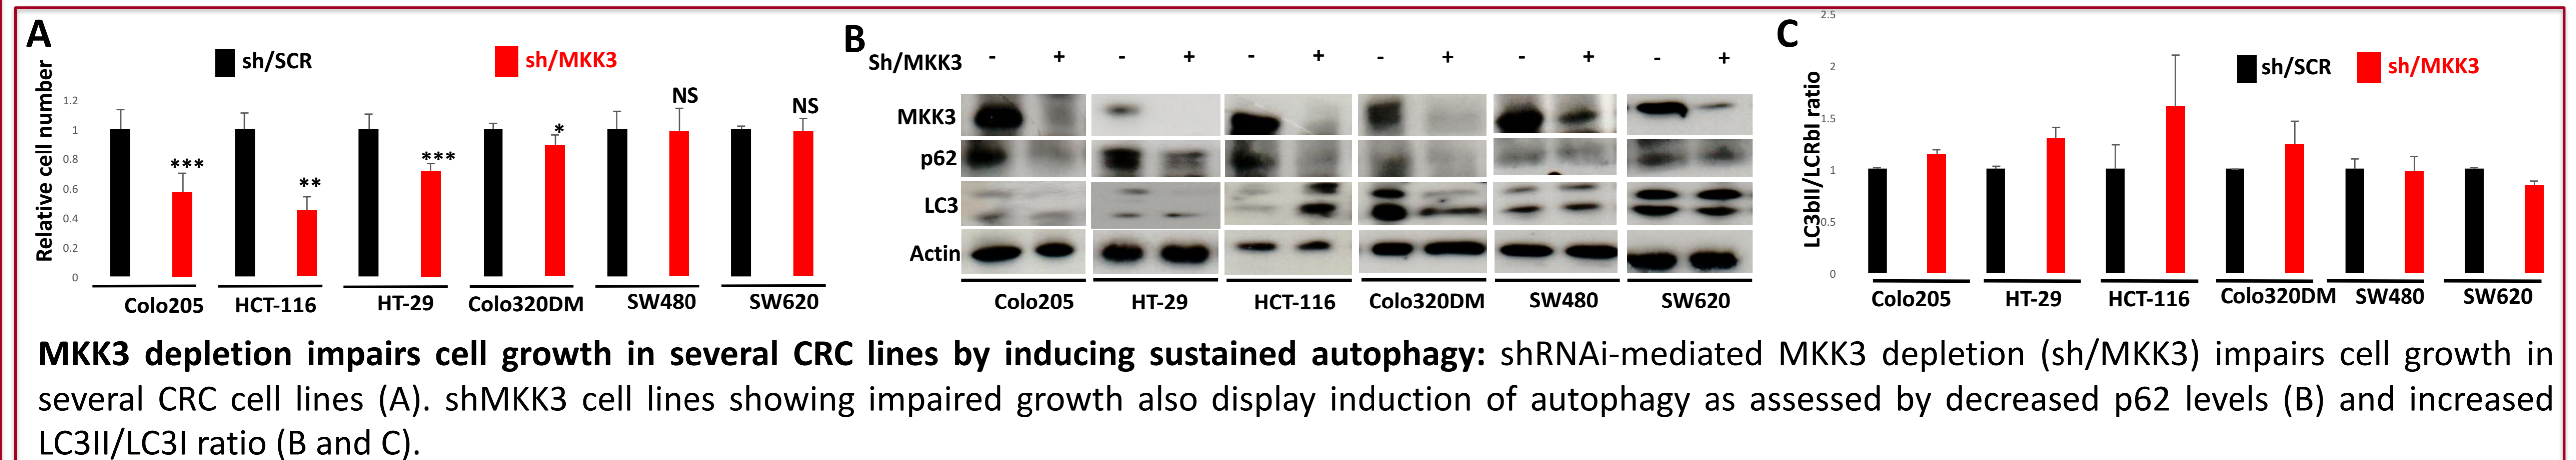 A
sh/SCR
sh/MKK3
Relative cell number
1.2
1
0.8
0.6
0.4
0.2
0
***
**
***
*
NS
NS
Colo205
HCT-116
HT-29
Colo320DM
SW480
SW620
B
Sh/MKK3
- + - + - + - + - + - +
MKK3
p62
LC3
Actin
Colo205
HT-29
HCT-116
Colo320DM
SW480
SW620
C
sh/SCR
sh/MKK3
LC3bII/LCRbI ratio
2.5
2
1.5
1
0.5
0
Colo205
HT-29
HCT-116
Colo320DM
SW480
SW620
MKK3 depletion impairs cell growth in several CRC lines by inducing sustained autophagy: shRNAi-mediated MKK3 depletion (sh/MKK3) impairs cell growth in
several CRC cell lines (A). shMKK3 cell lines showing impaired growth also display induction of autophagy as assessed by decreased p62 levels (B) and increased
LC3II/LC3I ratio (B and C).